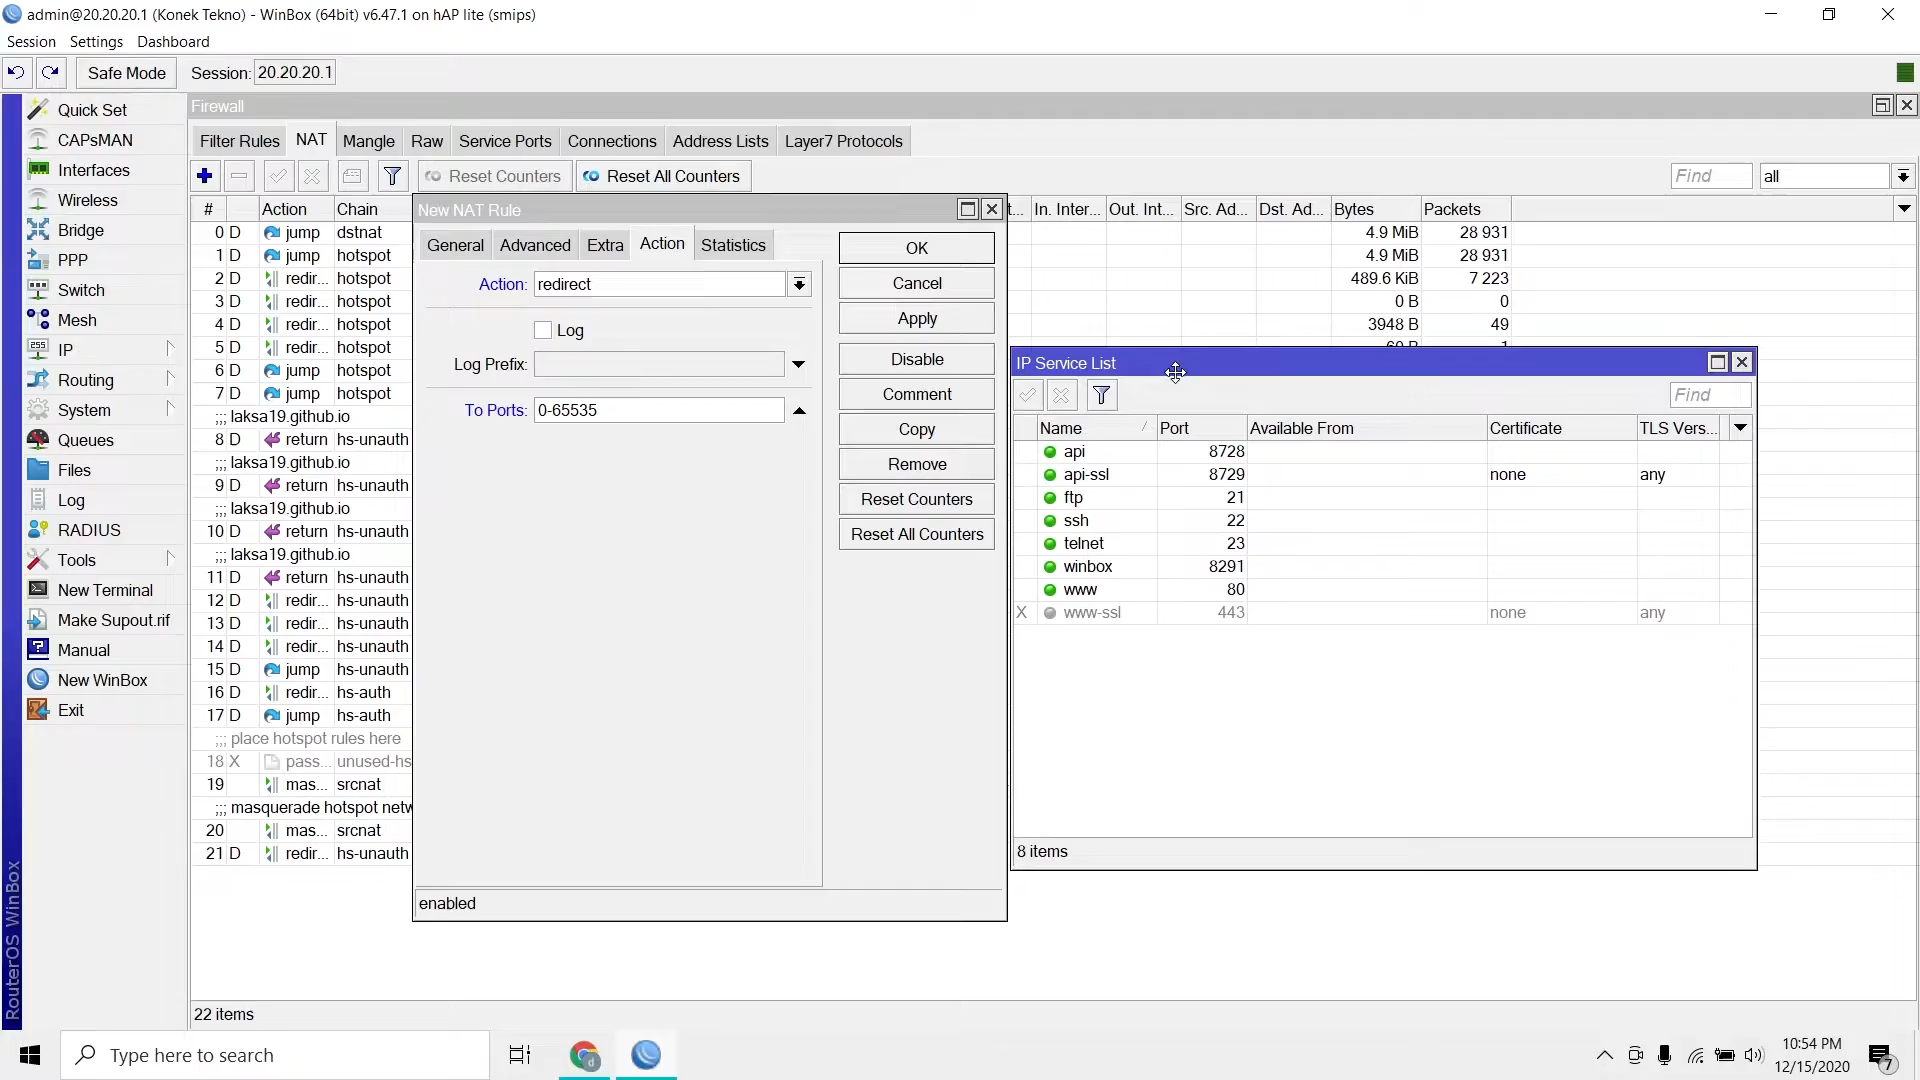 admin@20.20.20.1 (Konek Tekno) - WinBox (64bit) v6.47.1 on hAP lite (smips)
Session Settings Dashboard
Safe Mode Session: 20.20.20.1
Quick Set
CAPsMAN
Interfaces
Wireless
Bridge
PPP
Switch
Mesh
IP
Routing
System
Queues
Files
Log
RADIUS
Tools
New Terminal
Make Supout.rif
Manual
New WinBox
Exit
RouterOS WinBox
Firewall
Filter Rules NAT Mangle Raw Service Ports Connections Address Lists Layer7 Protocols
Reset Counters Reset All Counters Find all
# Action Chain t... In. Inter... Out. Int... Src. Ad... Dst. Ad... Bytes Packets
0 D jump dstnat 4.9 MiB 28 931
1 D jump hotspot 4.9 MiB 28 931
2 D redir... hotspot 489.6 KiB 7 223
3 D redir... hotspot 0 B 0
4 D redir... hotspot 3948 B 49
5 D redir... hotspot
6 D jump hotspot
7 D jump hotspot
;;; laksa19.github.io
8 D return hs-unauth
;;; laksa19.github.io
9 D return hs-unauth
;;; laksa19.github.io
10 D return hs-unauth
;;; laksa19.github.io
11 D return hs-unauth
12 D redir... hs-unauth
13 D redir... hs-unauth
14 D redir... hs-unauth
15 D jump hs-unauth
16 D redir... hs-auth
17 D jump hs-auth
;;; place hotspot rules here
18 X pass... unused-hs
19 mas... srcnat
;;; masquerade hotspot netw
20 mas... srcnat
21 D redir... hs-unauth
22 items
New NAT Rule
General Advanced Extra Action Statistics
Action: redirect
Log
Log Prefix:
To Ports: 0-65535
OK
Cancel
Apply
Disable
Comment
Copy
Remove
Reset Counters
Reset All Counters
enabled
IP Service List
Find
Name Port Available From Certificate TLS Vers...
api 8728
api-ssl 8729 none any
ftp 21
ssh 22
telnet 23
winbox 8291
www 80
X www-ssl 443 none any
8 items
Type here to search
10:54 PM
12/15/2020
7